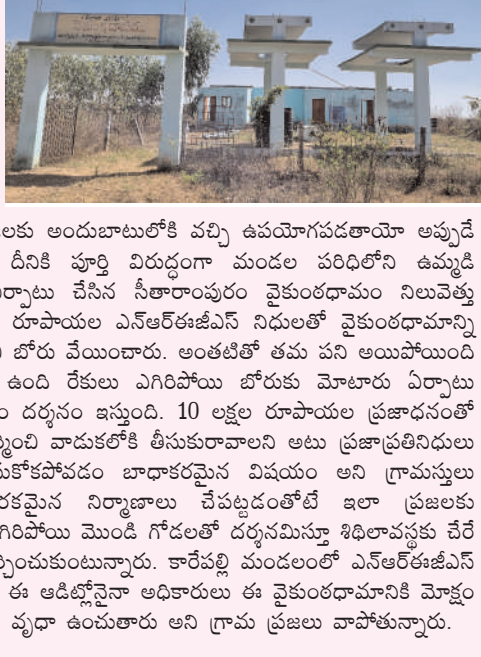 లకు అందుబాటులోకి వచ్చి ఉపయోగపడతాయో అప్పుడే
దీనికి పూర్తి విరుద్ధంగా మండల పరిధిలోని ఉమ్మడి
ర్పాటు చేసిన సీతారాంపురం వైకుంఠధామం నిలువెత్తు
రూపాయల ఎన్ఆర్ఈజీఎస్ నిధులతో వైకుంఠధామాన్ని
బోరు వేయించారు. అంతటితో తమ పని అయిపోయింది
ఉంది రేకులు ఎగిరిపోయి బోరుకు మోటారు ఏర్పాటు
దర్శనం ఇస్తుంది. 10 లక్షల రూపాయల ప్రజాధనంతో
ర్మించి వాడుకలోకి తీసుకురావాలని అటు ప్రజాప్రతినిధులు
కోకపోవడం బాధాకరమైన విషయం అని గ్రామస్తులు
రకమైన నిర్మాణాలు చేపట్టడంతోటే ఇలా ప్రజలకు
గిరిపోయి మొండి గోడలతో దర్శనమిస్తూ శిథిలావస్థకు చేరే
ర్చించుకుంటున్నారు. కారేపల్లి మండలంలో ఎన్ఆర్ఈజీఎస్
ఈ ఆడిట్లోనైనా అధికారులు ఈ వైకుంఠధామానికి మోక్షం
వృధా ఉంచుతారు అని గ్రామ ప్రజలు వాపోతున్నారు.